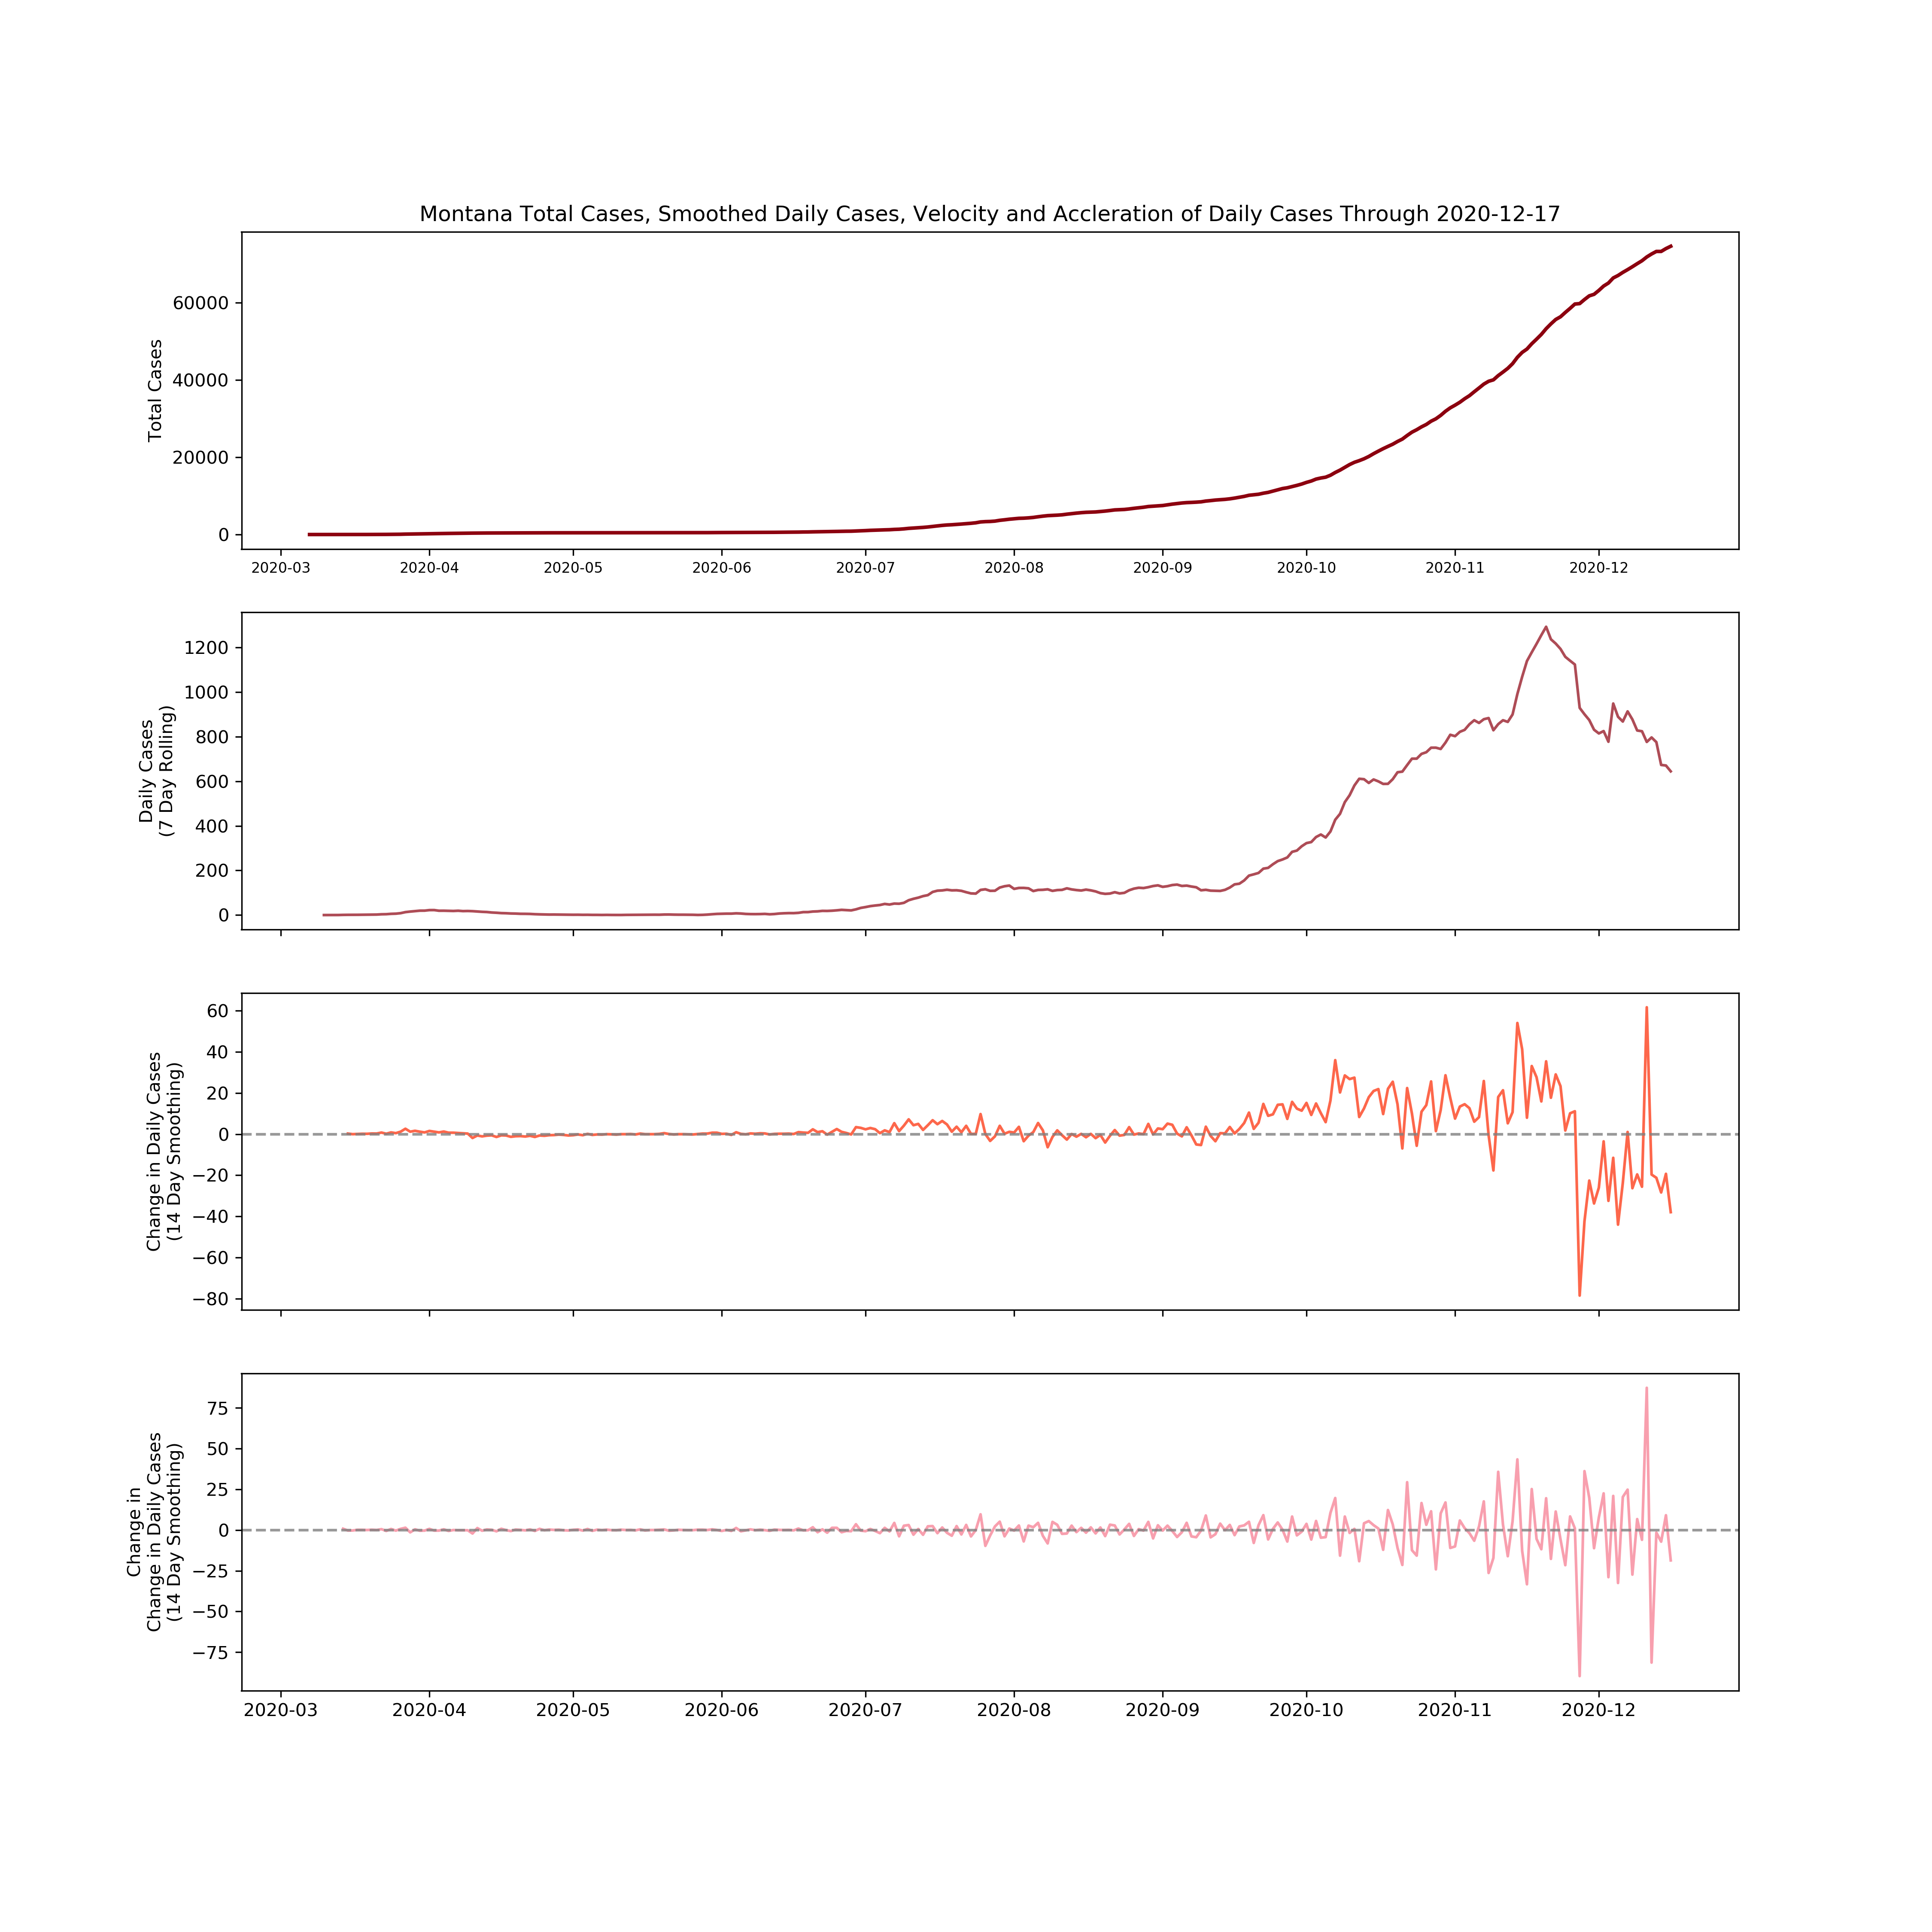 Montana Total Cases, Smoothed Daily Cases, Velocity and Accleration of Daily Cases Through 2020-12-17
Total Cases
60000
40000
20000
0
2020-03 2020-04 2020-05 2020-06 2020-07 2020-08 2020-09 2020-10 2020-11 2020-12
Daily Cases
(7 Day Rolling)
1200
1000
800
600
400
200
0
Change in Daily Cases
(14 Day Smoothing)
60
40
20
0
−20
−40
−60
−80
Change in
Change in Daily Cases
(14 Day Smoothing)
75
50
25
0
−25
−50
−75
2020-03 2020-04 2020-05 2020-06 2020-07 2020-08 2020-09 2020-10 2020-11 2020-12